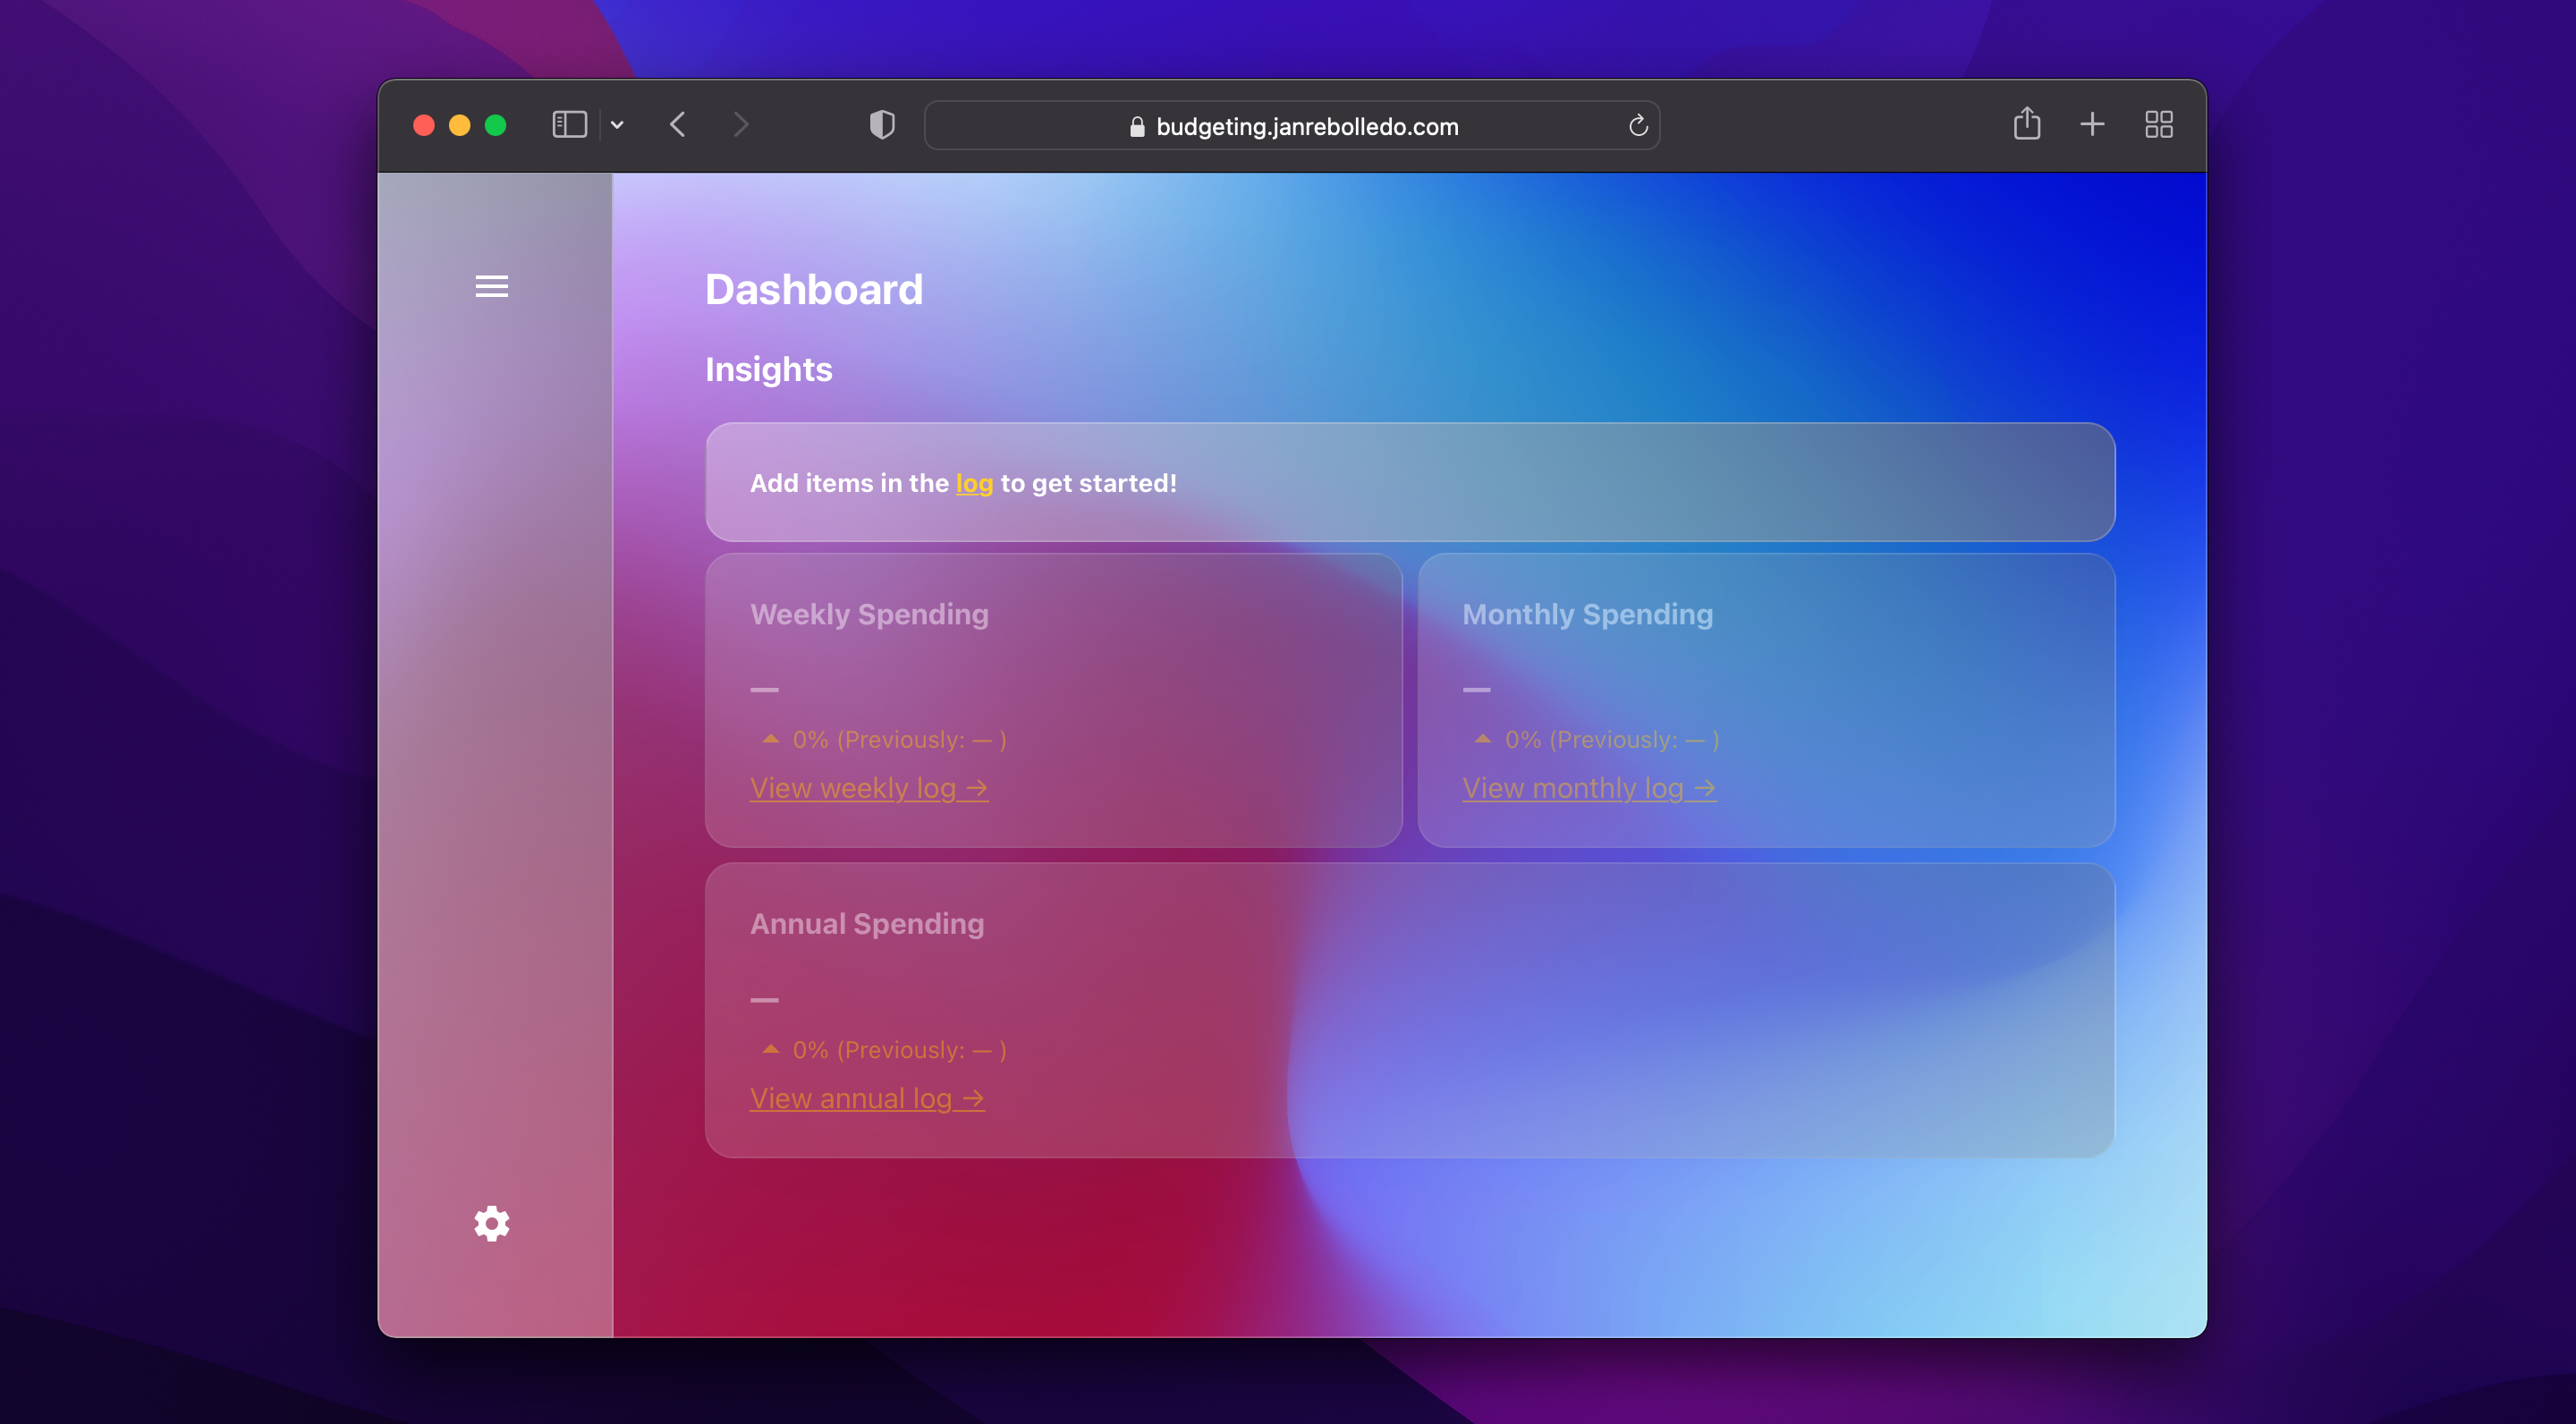 budgeting.janrebolledo.com
Dashboard
Insights
Add items in the log to get started!
Weekly Spending
—
0% (Previously: — )
View weekly log →
Monthly Spending
—
0% (Previously: — )
View monthly log →
Annual Spending
—
0% (Previously: — )
View annual log →